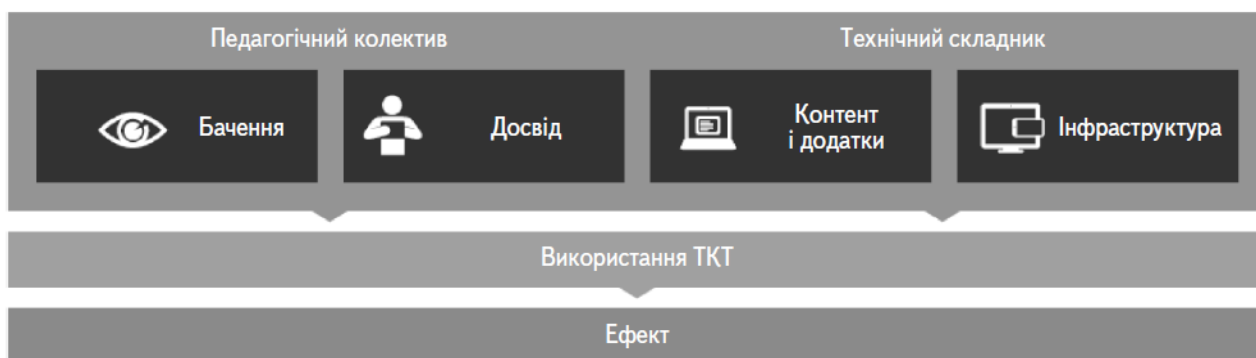 Педагогічний колектив
Технічний складник
Бачення
Досвід
Контент
і додатки
Інфраструктура
Використання ТКТ
Ефект